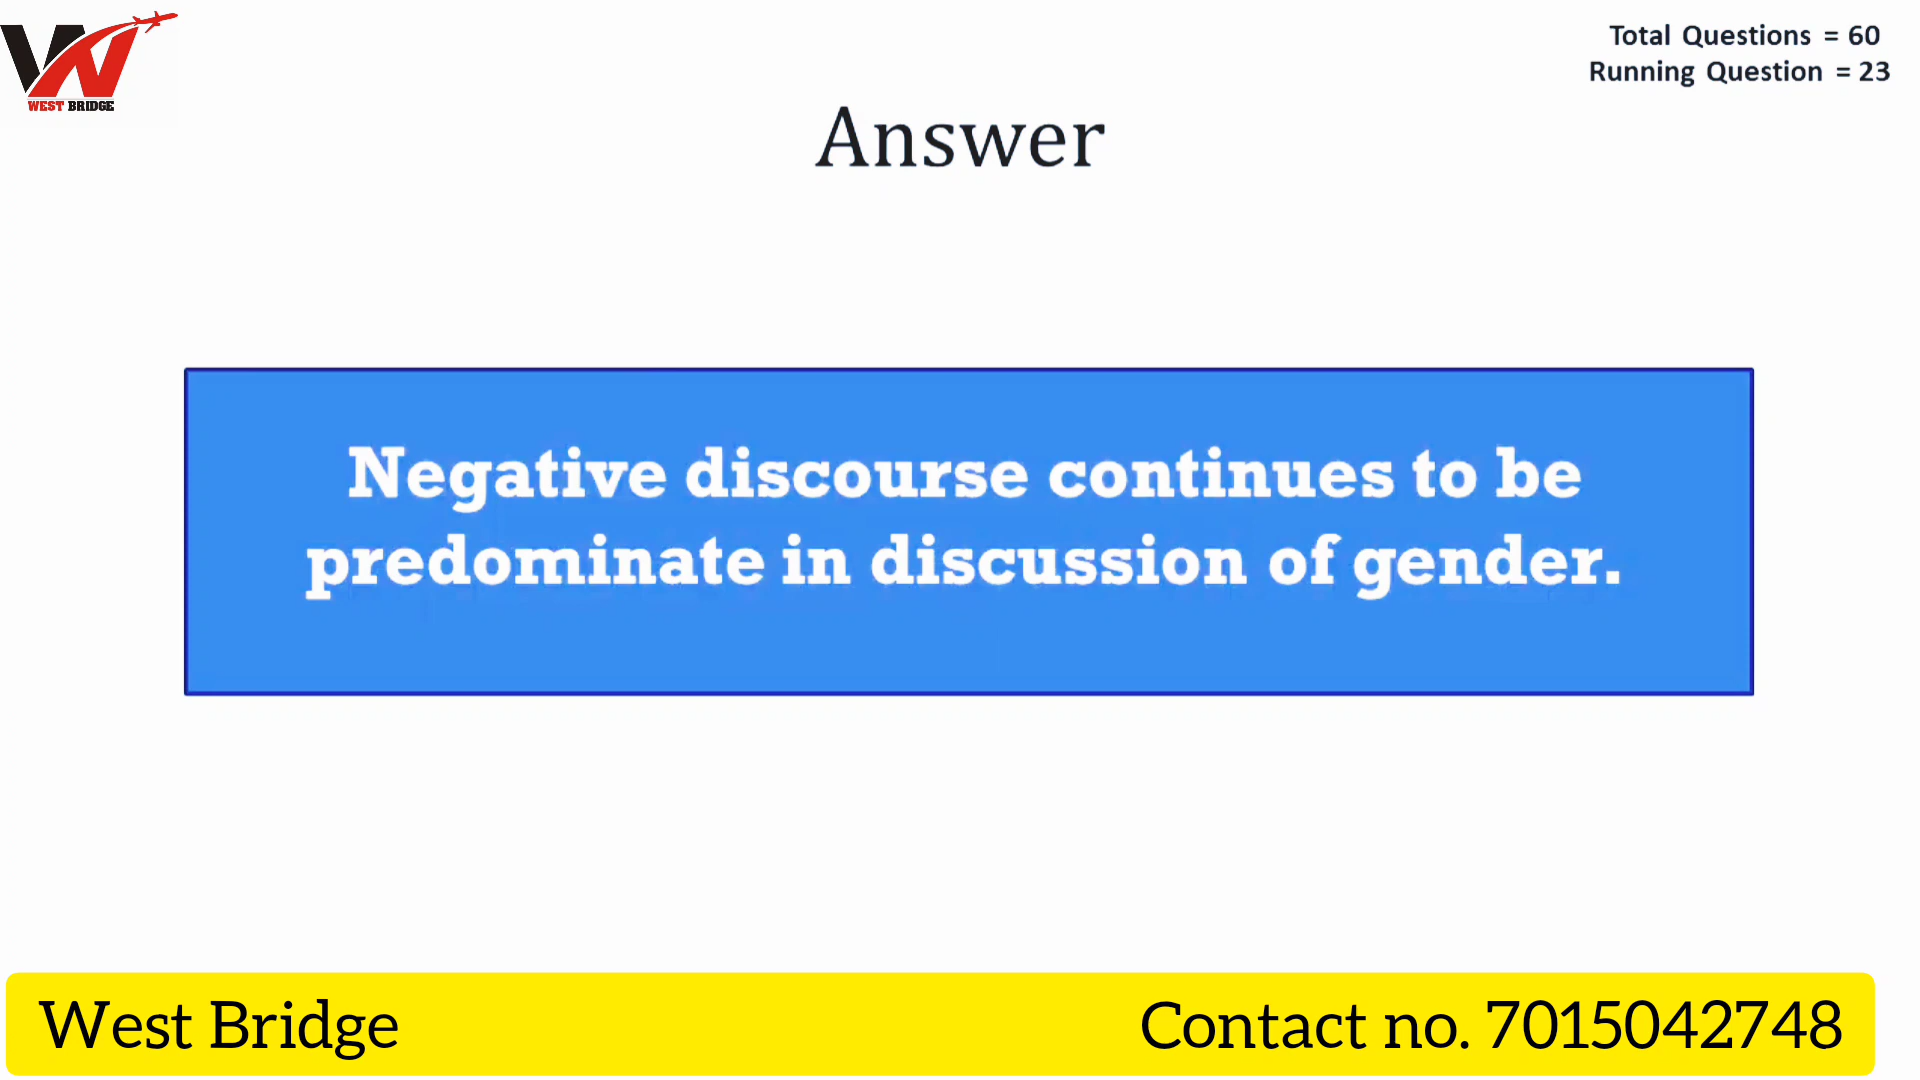 WEST BRIDGE
Total Questions = 60
Running Question = 23
Answer
Negative discourse continues to be
predominate in discussion of gender.
West Bridge
Contact no. 7015042748